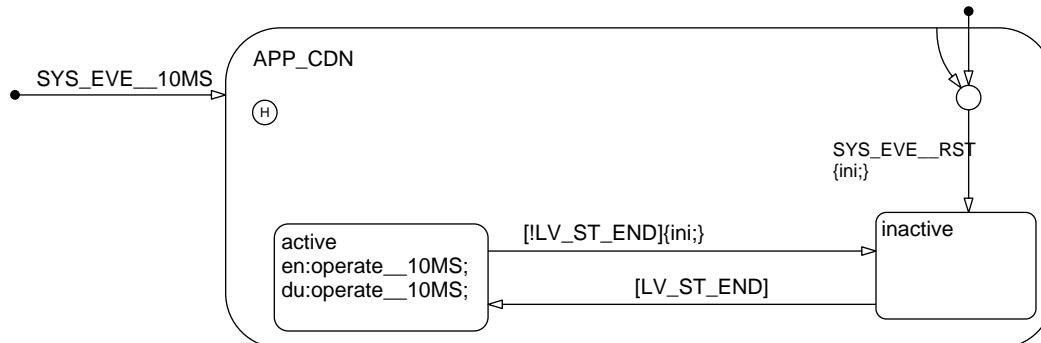 SYS_EVE__10MS
APP_CDN
H
SYS_EVE__RST
{ini;}
active
en:operate__10MS;
du:operate__10MS;
[!LV_ST_END]{ini;}
[LV_ST_END]
inactive